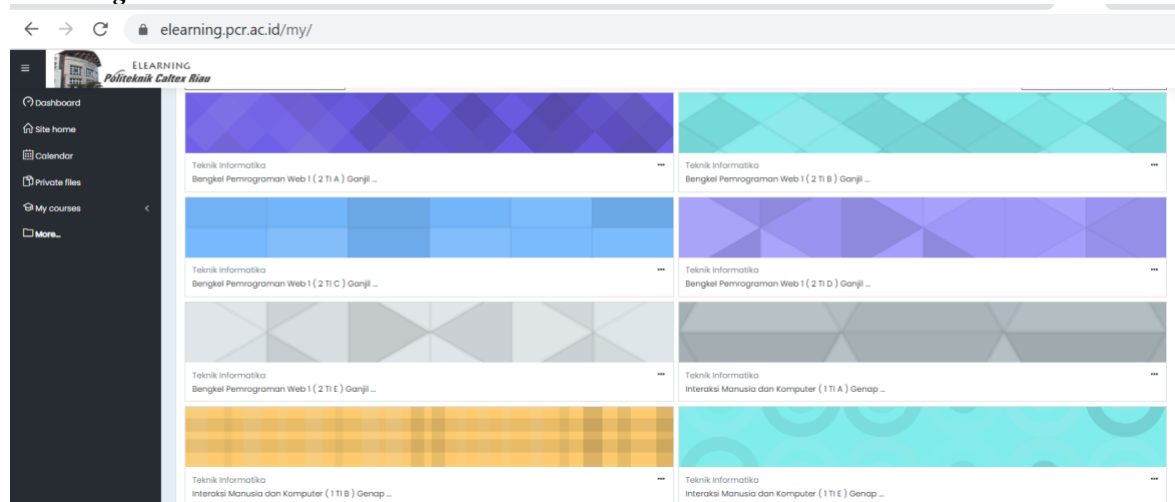 elearning.pcr.ac.id/my/
ELEARNING
Politeknik Caltex Riau
Dashboard
Site home
Calendar
Private files
My courses
More...
Teknik Informatika
Bengkel Pemrograman Web 1 ( 2 TI A ) Ganjil ...
Teknik Informatika
Bengkel Pemrograman Web 1 ( 2 TI B ) Ganjil ...
Teknik Informatika
Bengkel Pemrograman Web 1 ( 2 TI C ) Ganjil ...
Teknik Informatika
Bengkel Pemrograman Web 1 ( 2 TI D ) Ganjil ...
Teknik Informatika
Bengkel Pemrograman Web 1 ( 2 TI E ) Ganjil ...
Teknik Informatika
Interaksi Manusia dan Komputer ( 1 TI A ) Genap ...
Teknik Informatika
Interaksi Manusia dan Komputer ( 1 TI B ) Genap ...
Teknik Informatika
Interaksi Manusia dan Komputer ( 1 TI E ) Genap ...